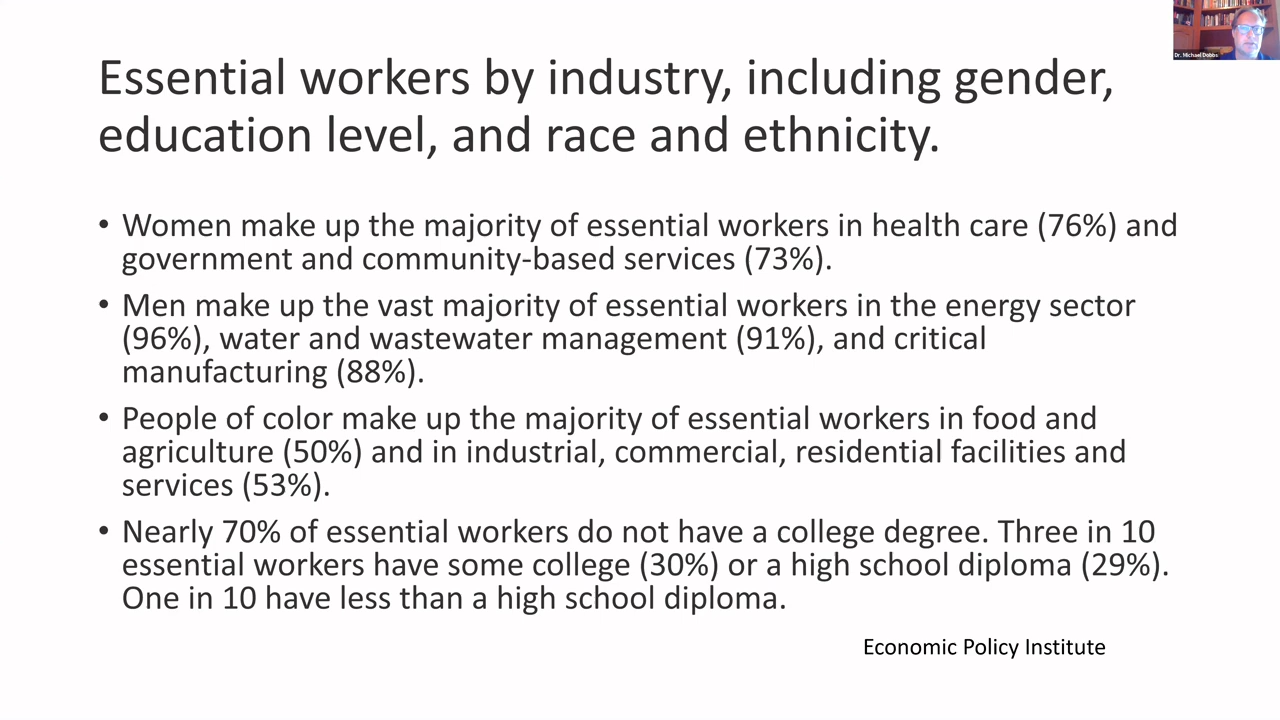 Essential workers by industry, including gender,
education level, and race and ethnicity.
• Women make up the majority of essential workers in health care (76%) and
government and community-based services (73%).
• Men make up the vast majority of essential workers in the energy sector
(96%), water and wastewater management (91%), and critical
manufacturing (88%).
• People of color make up the majority of essential workers in food and
agriculture (50%) and in industrial, commercial, residential facilities and
services (53%).
• Nearly 70% of essential workers do not have a college degree. Three in 10
essential workers have some college (30%) or a high school diploma (29%).
One in 10 have less than a high school diploma.
Economic Policy Institute
Dr. Michael Dobbs